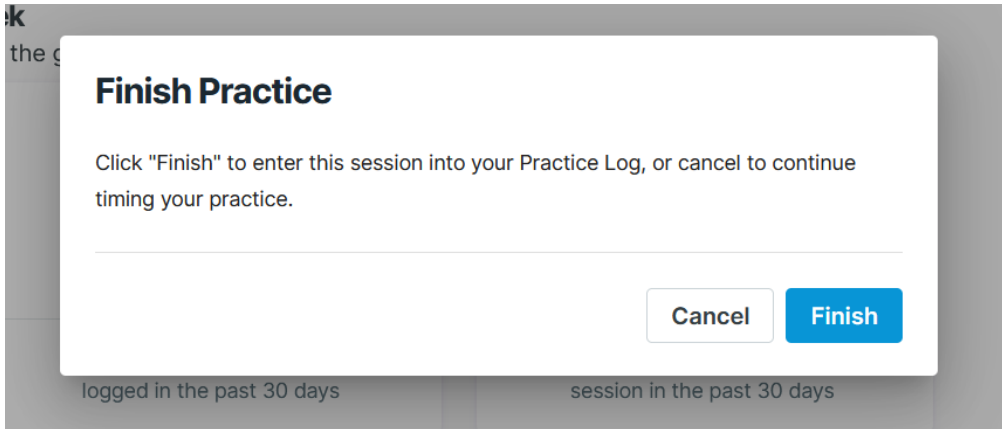 the
Finish Practice
Click "Finish" to enter this session into your Practice Log, or cancel to continue
timing your practice.
Cancel Finish
logged in the past 30 days session in the past 30 days